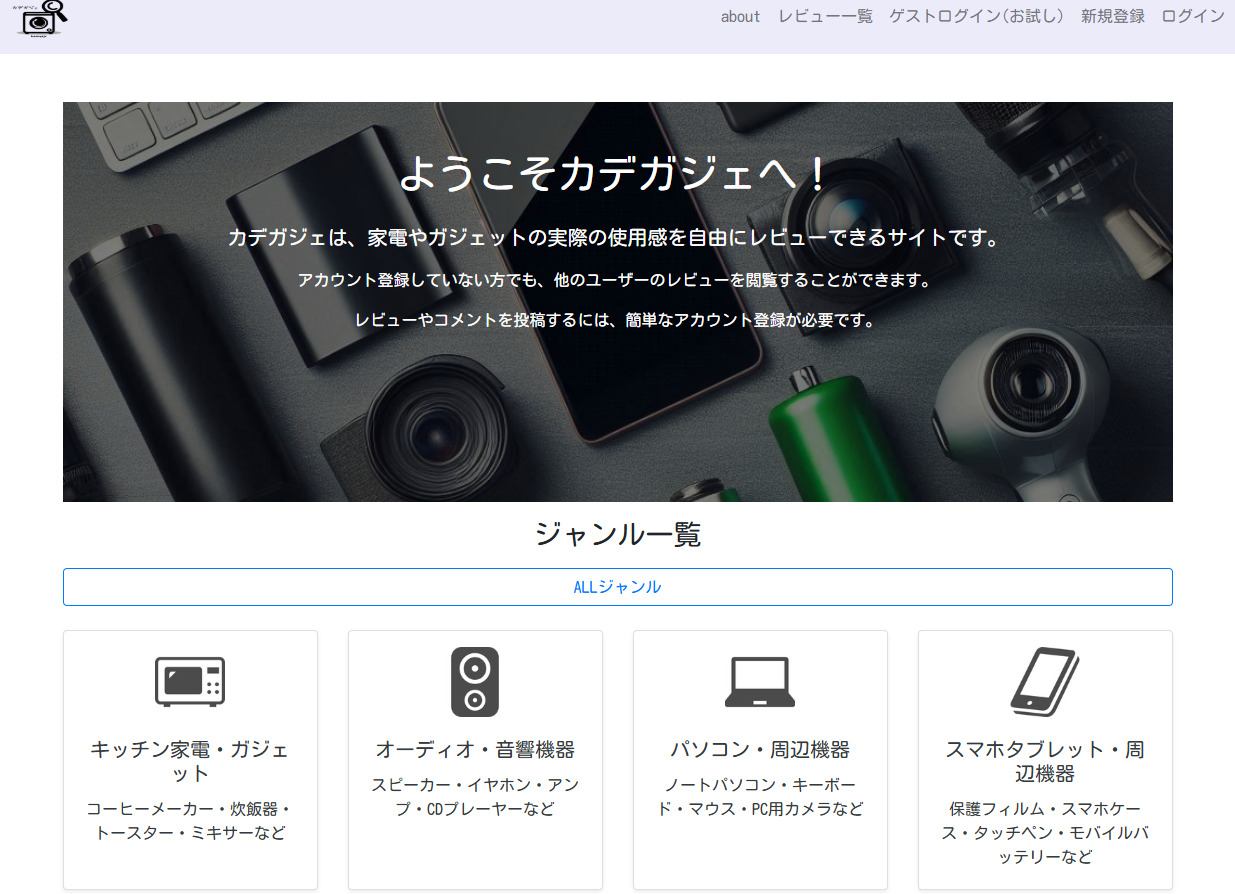 about レビュー一覧 ゲストログイン(お試し) 新規登録 ログイン
ようこそカデガジェへ！
カデガジェは、家電やガジェットの実際の使用感を自由にレビューできるサイトです。
アカウント登録していない方でも、他のユーザーのレビューを閲覧することができます。
レビューやコメントを投稿するには、簡単なアカウント登録が必要です。
ジャンル一覧
ALLジャンル
キッチン家電・ガジェ
ット
コーヒーメーカー・炊飯器・
トースター・ミキサーなど
オーディオ・音響機器
スピーカー・イヤホン・アン
プ・CDプレーヤーなど
パソコン・周辺機器
ノートパソコン・キーボー
ド・マウス・PC用カメラなど
スマホタブレット・周
辺機器
保護フィルム・スマホケー
ス・タッチペン・モバイルバ
ッテリーなど